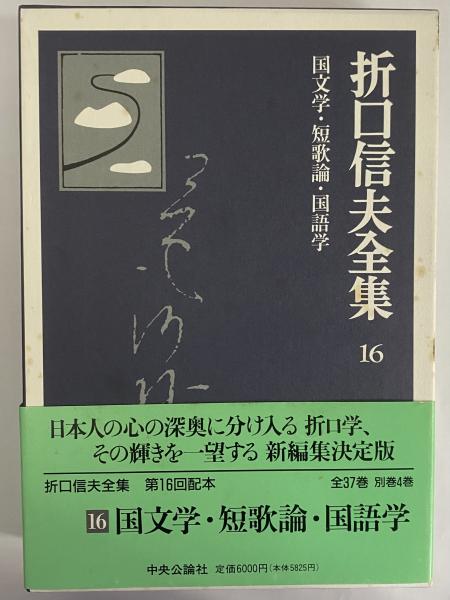 折口信夫全集
16
国文学・短歌論・国語学
日本人の心の深奥に分け入る 折口学、
その輝きを一望する 新編集決定版
折口信夫全集 第16回配本
全37巻 別巻4巻
16 国文学・短歌論・国語学
中央公論社 定価6000円(本体5825円)